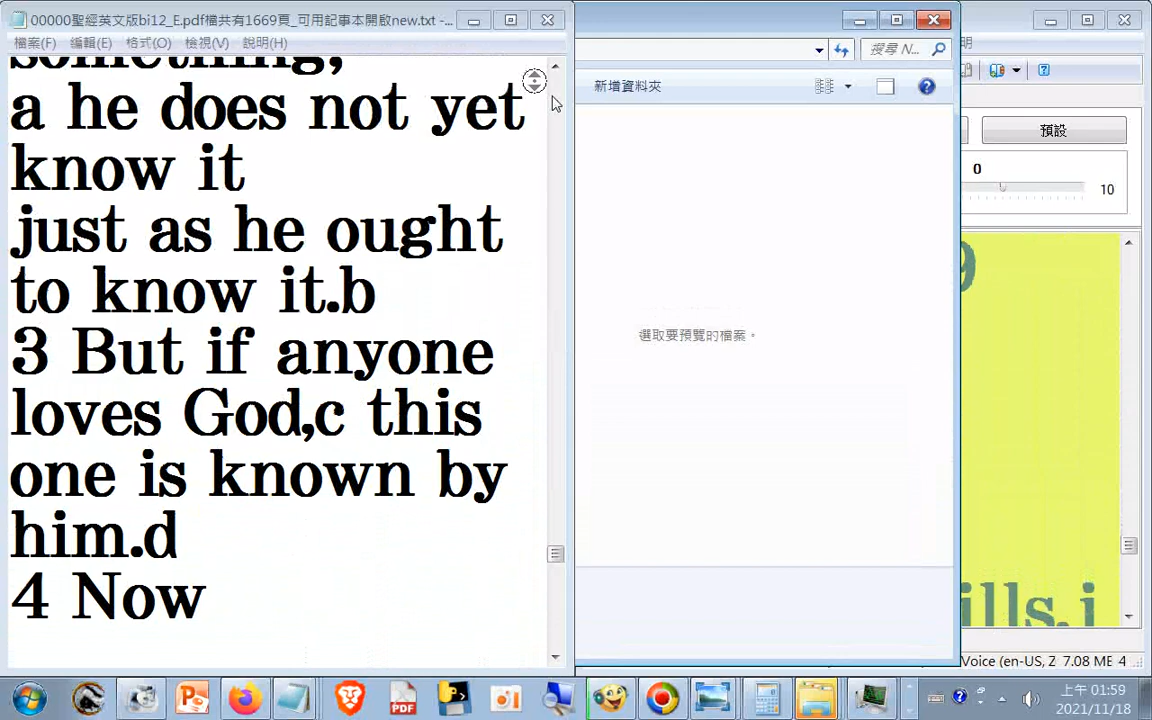 00000聖經英文版bi12_E.pdf檔共有1669頁_可用記事本開啟new.txt -...
檔案(F) 編輯(E) 格式(O) 檢視(V) 說明(H)
something,
a he does not yet
know it
just as he ought
to know it.b
3 But if anyone
loves God,c this
one is known by
him.d
4 Now
搜尋 N...
新增資料夾
選取要預覽的檔案。
明
預設
0
10
9
ills.i
Voice (en-US, Z 7.08 ME 4
PDF
上午 01:59
2021/11/18